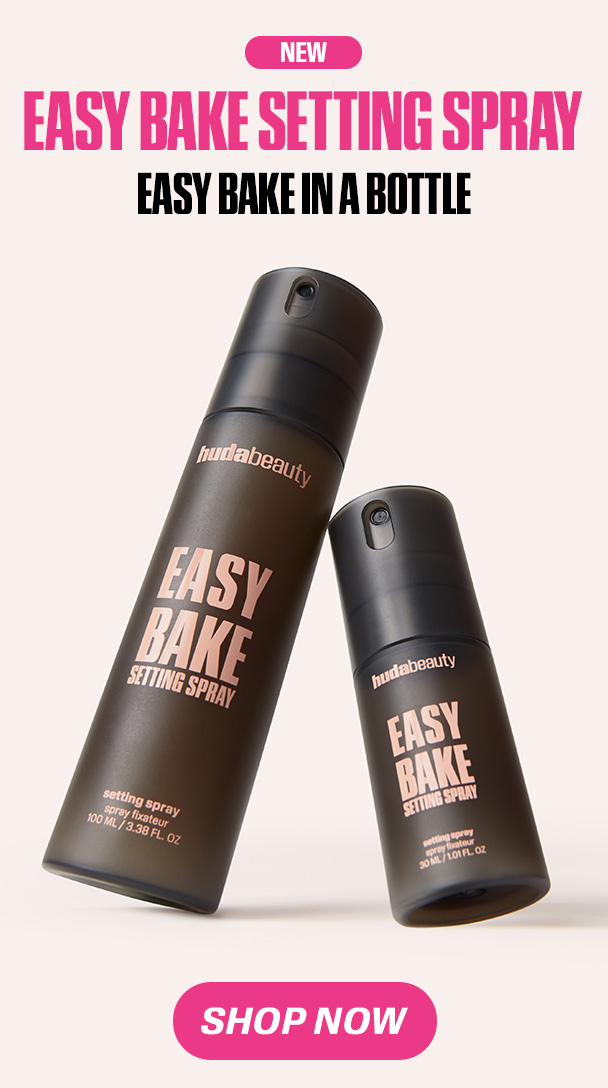 NEW
EASY BAKE SETTING SPRAY
EASY BAKE IN A BOTTLE
hudabeauty
EASY
BAKE
SETTING SPRAY
setting spray
spray fixateur
100 ML / 3.38 FL. OZ
hudabeauty
EASY
BAKE
SETTING SPRAY
setting spray
spray fixateur
30 ML / 1.01 FL. OZ
SHOP NOW